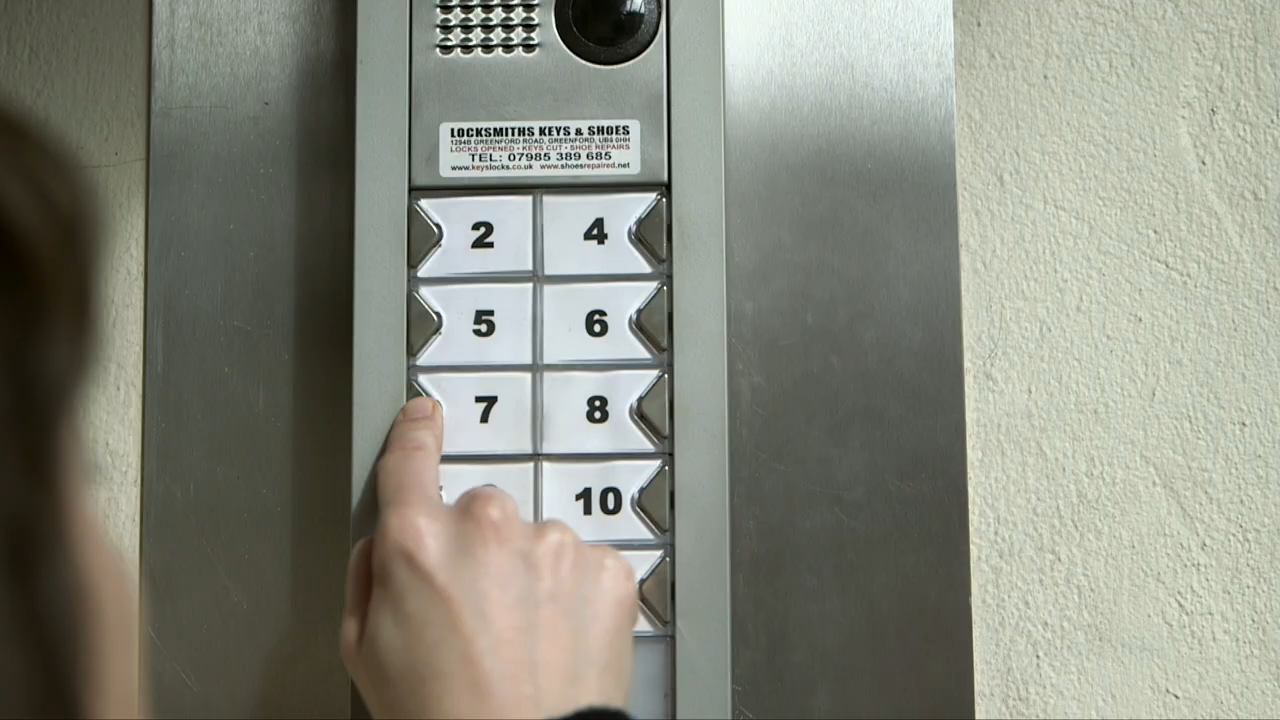 LOCKSMITHS KEYS & SHOES
1294B GREENFORD ROAD, GREENFORD, UB6 0HH
LOCKS OPENED • KEYS CUT • SHOE REPAIRS
TEL: 07985 389 685
www.keyslocks.co.uk www.shoesrepaired.net
2 4
5 6
7 8
10